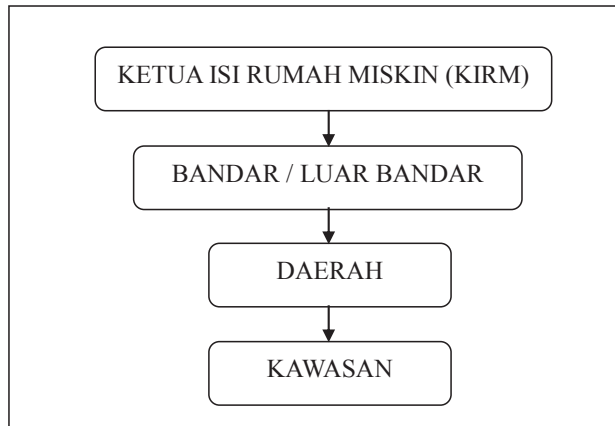 KETUA ISI RUMAH MISKIN (KIRM)
BANDAR / LUAR BANDAR
DAERAH
KAWASAN